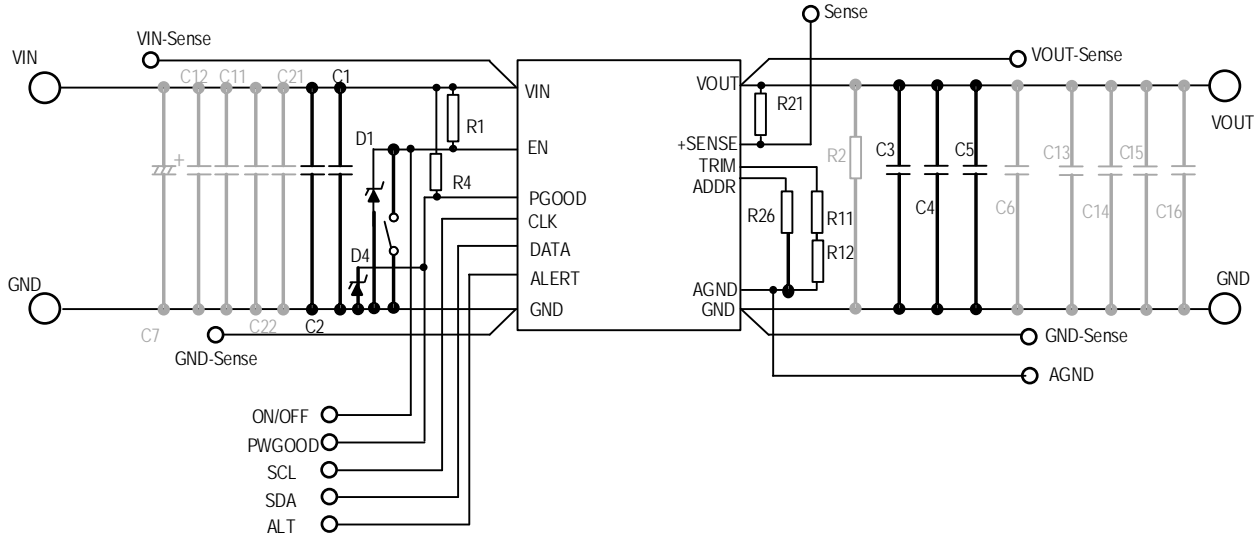 Sense
VIN-Sense
VOUT-Sense
VIN
C12
C11
C21
C1
VIN
VOUT
R21
VOUT
R1
D1
EN
+SENSE
R2
C3
C5
C13
C15
TRIM
R4
ADDR
PGOOD
C4
C6
C14
C16
CLK
R26
R11
DATA
R12
D4
ALERT
GND
AGND
GND
GND
GND
C7
C22
C2
GND-Sense
GND-Sense
AGND
ON/OFF
PWGOOD
SCL
SDA
ALT